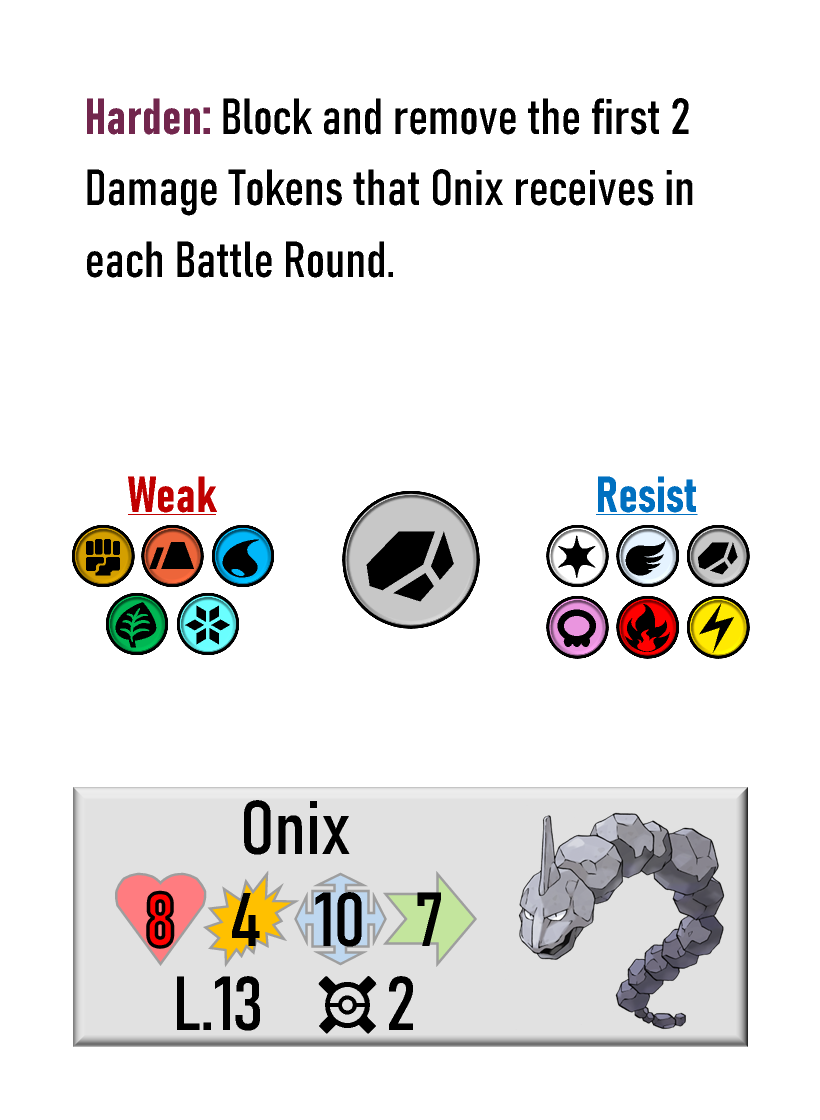 Harden: Block and remove the first 2
Damage Tokens that Onix receives in
each Battle Round.
Weak
Resist
Onix
8 4 10 7
L.13 2